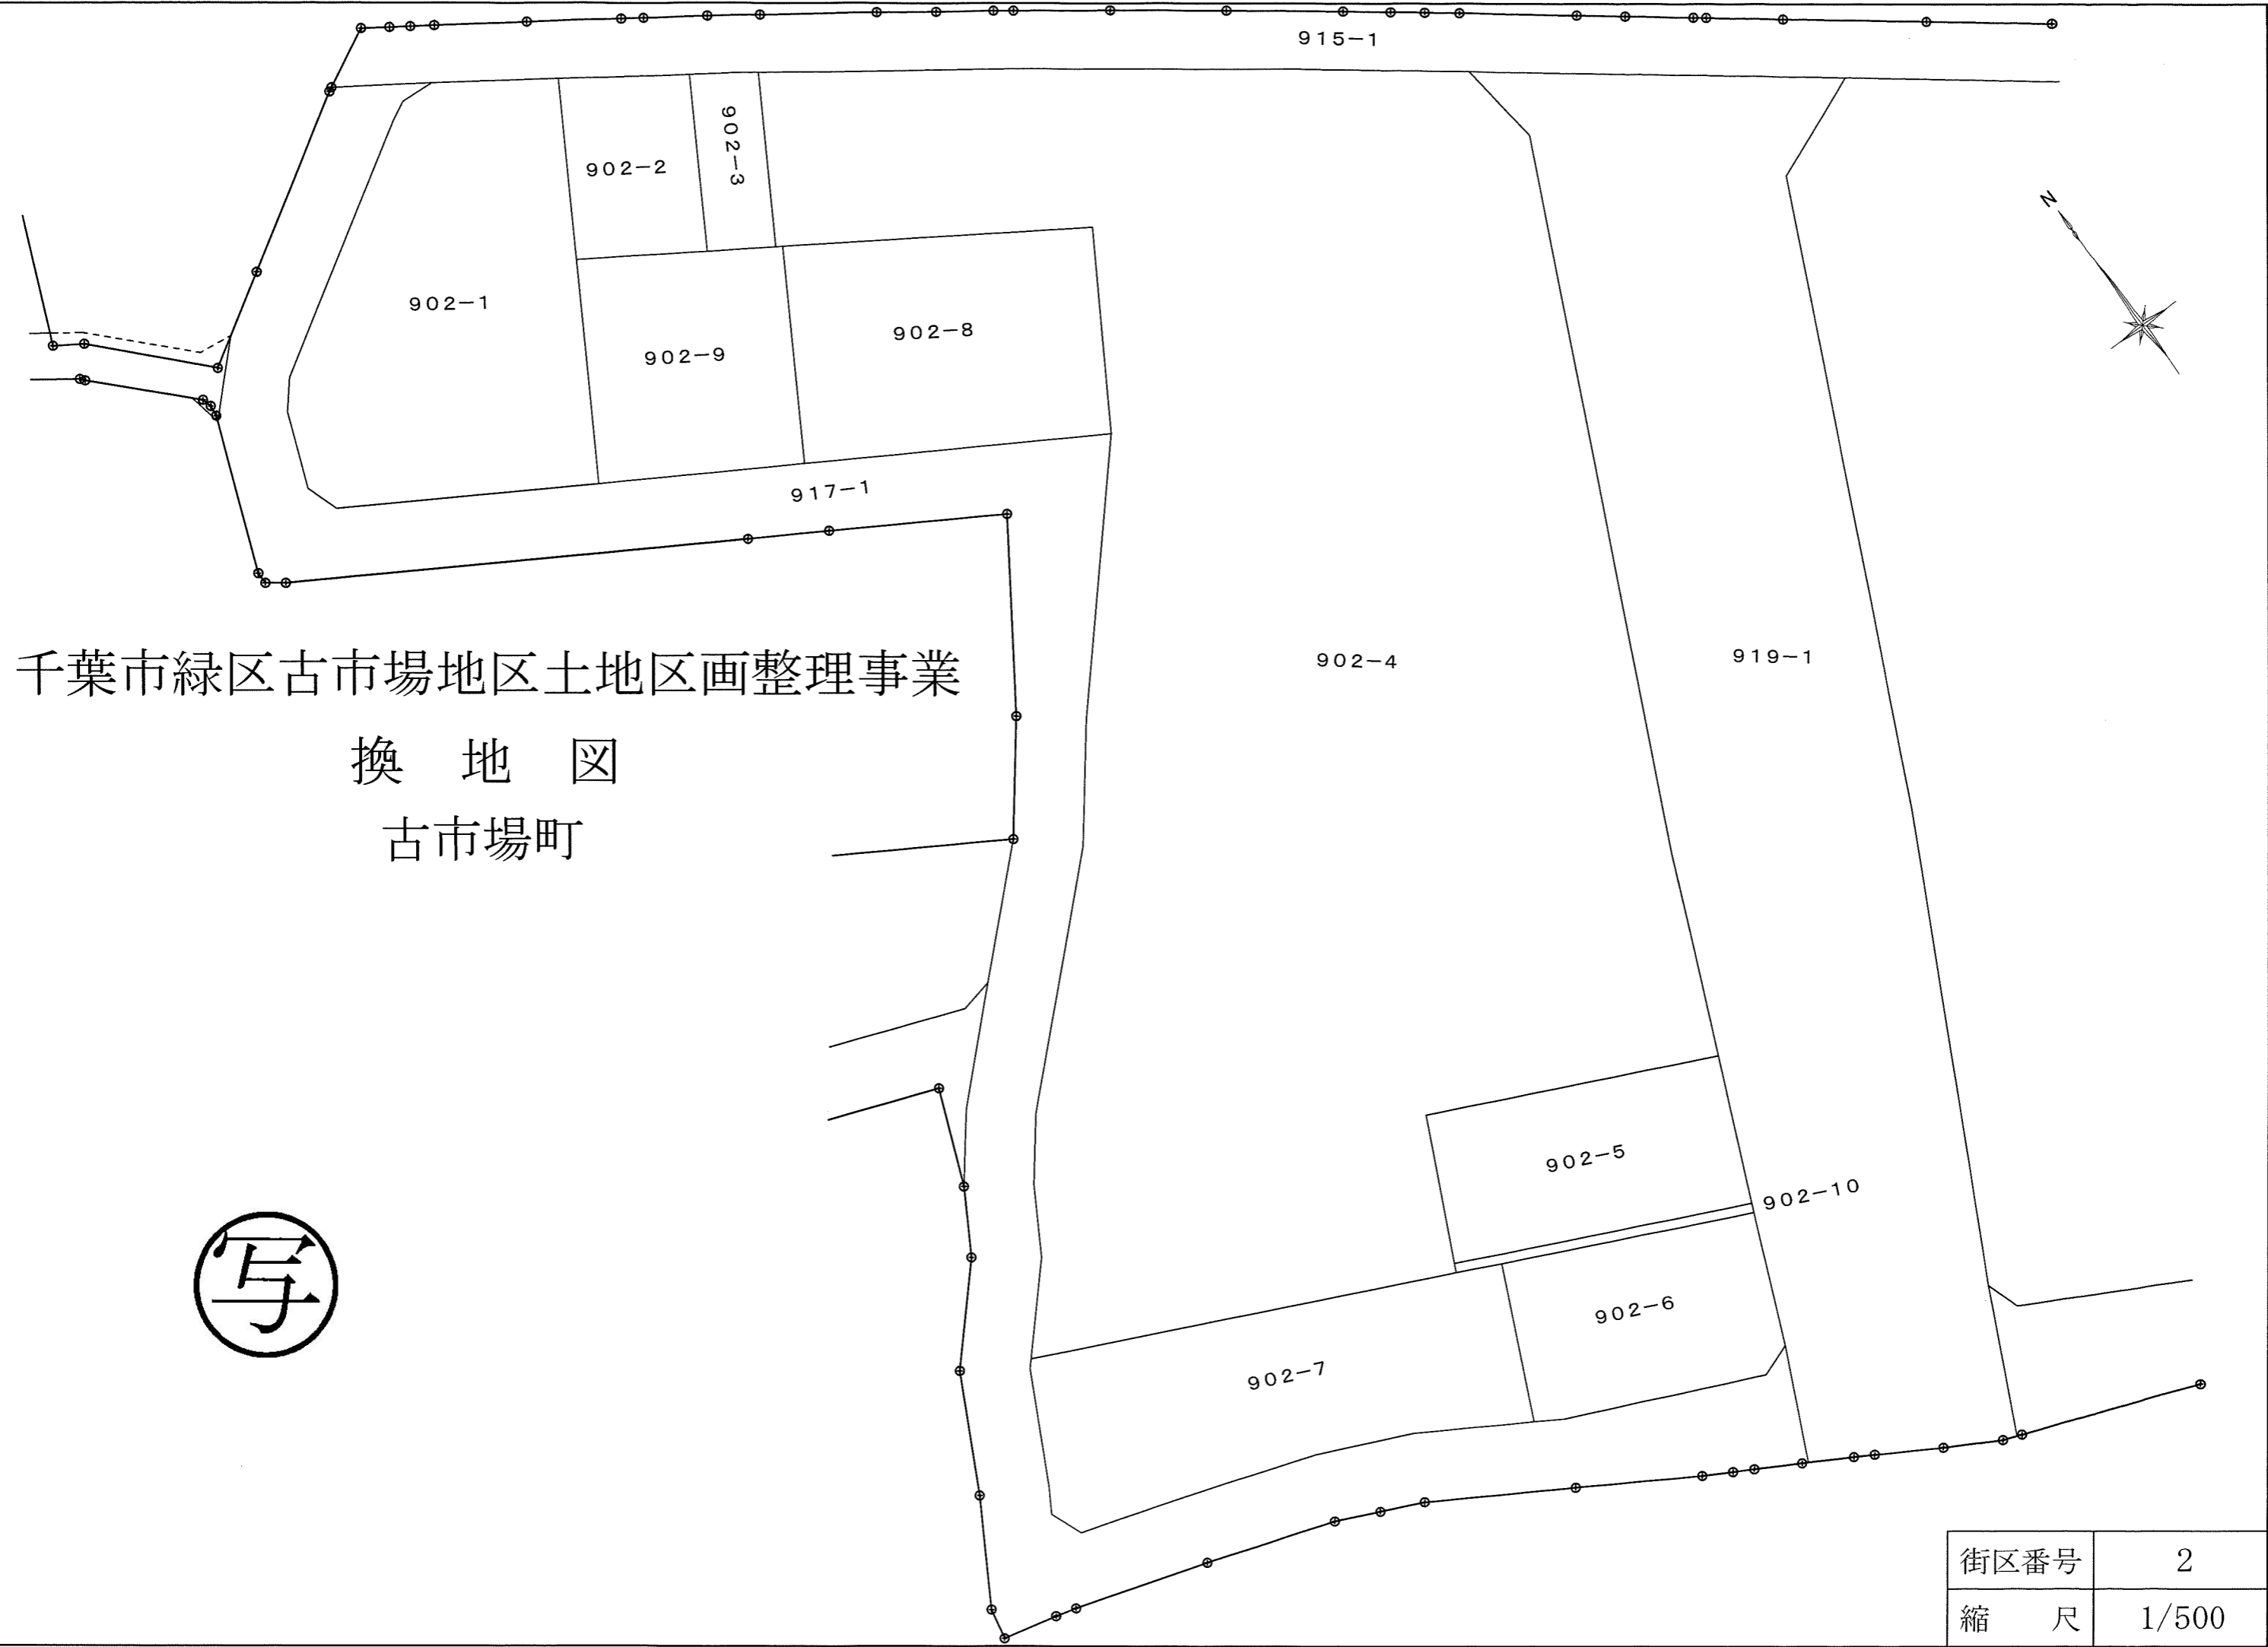 915-1
902-2
902-3
N
902-1
902-9
902-8
917-1
902-4
919-1
千葉市緑区古市場地区土地区画整理事業
換 地 図
古市場町
902-5
902-10
写
902-6
902-7
街区番号 2
縮 尺 1/500